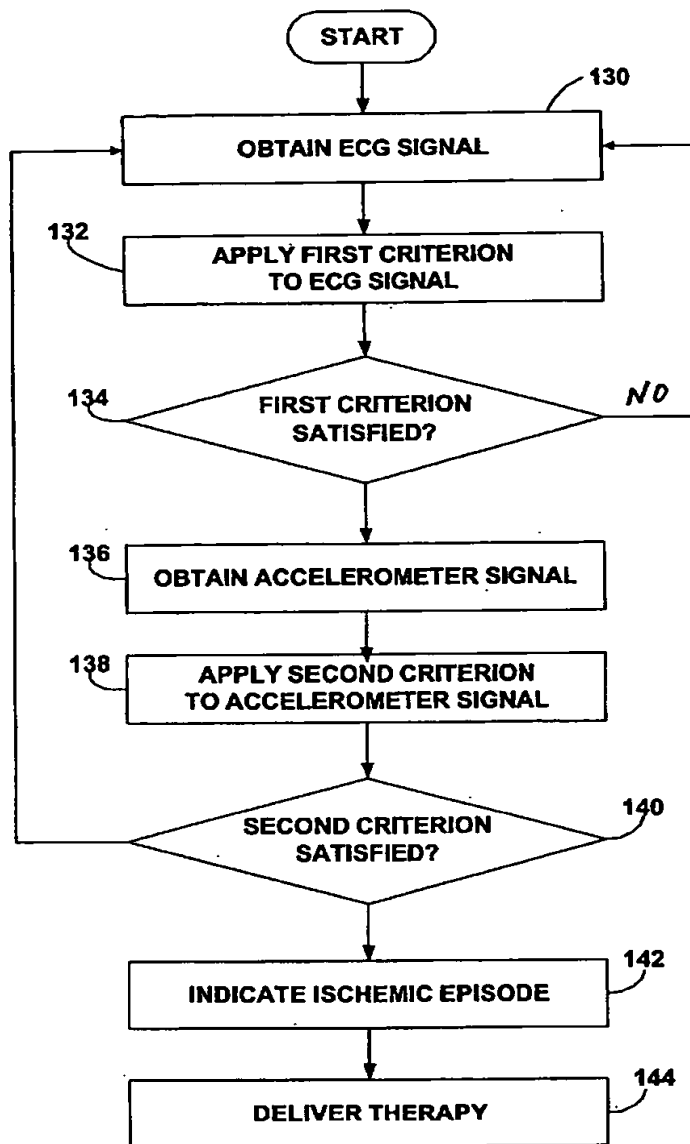 START
130
OBTAIN ECG SIGNAL
132
APPLY FIRST CRITERION
TO ECG SIGNAL
134
FIRST CRITERION
SATISFIED?
NO
136
OBTAIN ACCELEROMETER SIGNAL
138
APPLY SECOND CRITERION
TO ACCELEROMETER SIGNAL
140
SECOND CRITERION
SATISFIED?
142
INDICATE ISCHEMIC EPISODE
144
DELIVER THERAPY